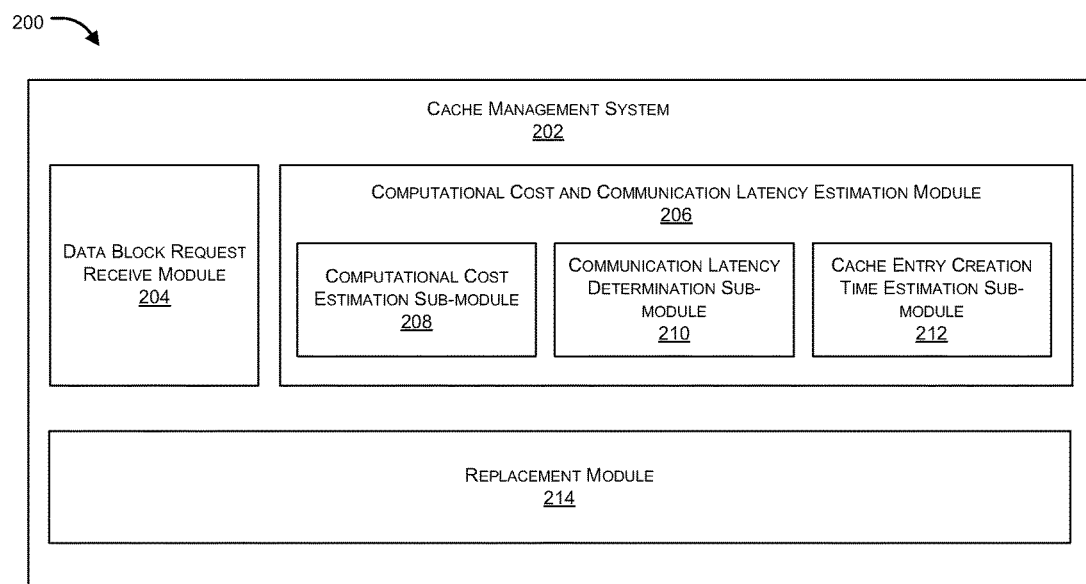 200
CACHE MANAGEMENT SYSTEM
202
DATA BLOCK REQUEST
RECEIVE MODULE
204
COMPUTATIONAL COST AND COMMUNICATION LATENCY ESTIMATION MODULE
206
COMPUTATIONAL COST
ESTIMATION SUB-MODULE
208
COMMUNICATION LATENCY
DETERMINATION SUB-
MODULE
210
CACHE ENTRY CREATION
TIME ESTIMATION SUB-
MODULE
212
REPLACEMENT MODULE
214